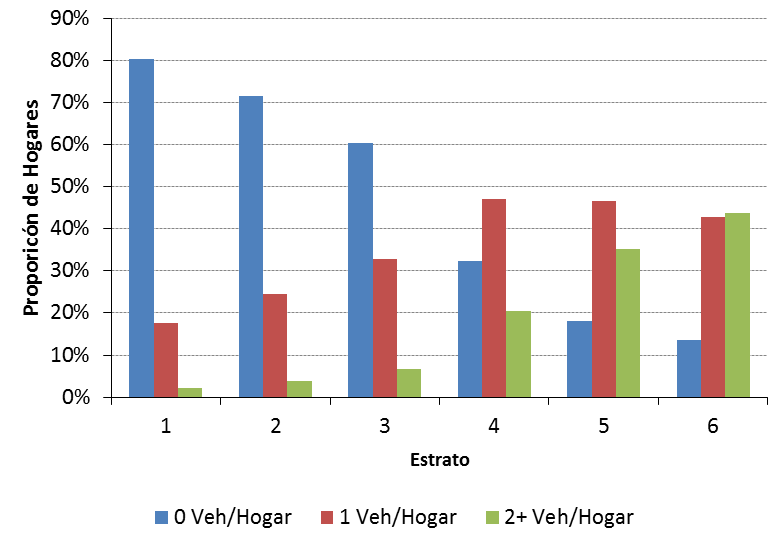 90%
80%
70%
60%
50%
40%
30%
20%
10%
0%
Proporicón de Hogares
1 2 3 4 5 6
Estrato
0 Veh/Hogar 1 Veh/Hogar 2+ Veh/Hogar